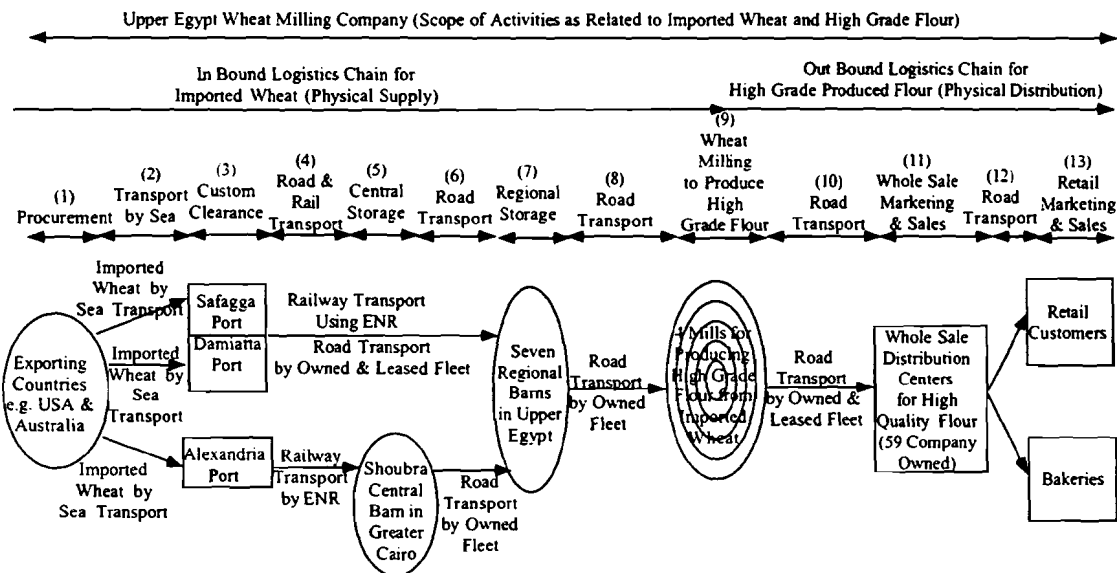 Upper Egypt Wheat Milling Company (Scope of Activities as Related to Imported Wheat and High Grade Flour)
In Bound Logistics Chain for
Imported Wheat (Physical Supply)
Out Bound Logistics Chain for
High Grade Produced Flour (Physical Distribution)
(1)
Procurement
(2)
Transport
by Sea
(3)
Custom
Clearance
(4)
Road &
Rail
Transport
(5)
Central
Storage
(6)
Road
Transport
(7)
Regional
Storage
(8)
Road
Transport
(9)
Wheat
Milling
to Produce
High
Grade Flour
(10)
Road
Transport
(11)
Whole Sale
Markering
& Sales
(12)
Road
Transport
(13)
Retail
Marketing
& Sales
Exporting
Countries
e.g. USA &
Australia
Imported
Wheat by
Sea Transport
Imported
Wheat by
Sea
Transport
Imported
Wheat by
Sea Transport
Safagga
Port
Damiatta
Port
Alexandria
Port
Railway Transport
Using ENR
Road Transport
by Owned & Leased Fleet
Railway
Transport
by ENR
Shoubra
Central
Barn in
Greater
Cairo
Road
Transport
by Owned
Fleet
Seven
Regional
Barns
in Upper
Egypt
Road
Transport
by Owned
Fleet
4 Mills for
Producing
High Grade
Flour from
Imported
Wheat
Road
Transport
by Owned &
Leased Fleet
Whole Sale
Distribution
Centers
for High
Quality Flour
(59 Company
Owned)
Retail
Customers
Bakeries